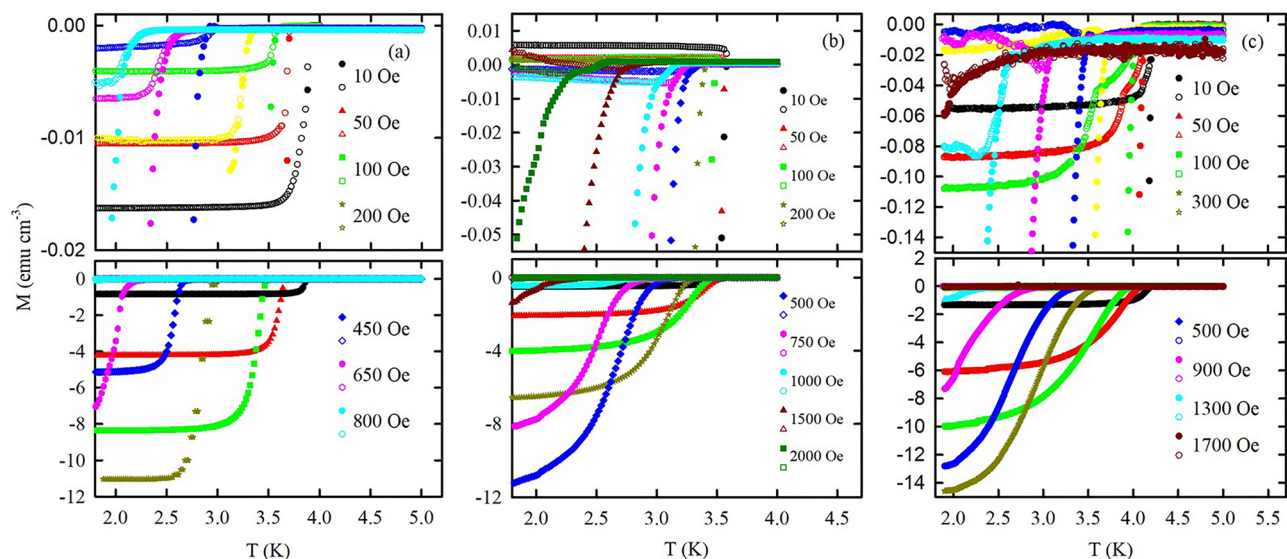 (a)
0.000
-0.01
-0.02
10 Oe
50 Oe
100 Oe
200 Oe
0
-2
-4
-6
-8
-10
-12
450 Oe
650 Oe
800 Oe
2.0 2.5 3.0 3.5 4.0 4.5 5.0
T (K)
M (emu cm⁻³)
(b)
0.01
0.00
-0.01
-0.02
-0.03
-0.04
-0.05
10 Oe
50 Oe
100 Oe
200 Oe
0
-4
-8
-12
500 Oe
750 Oe
1000 Oe
1500 Oe
2000 Oe
2.0 2.5 3.0 3.5 4.0 4.5
T (K)
(c)
0.00
-0.02
-0.04
-0.06
-0.08
-0.10
-0.12
-0.14
10 Oe
50 Oe
100 Oe
300 Oe
2
0
-2
-4
-6
-8
-10
-12
-14
500 Oe
900 Oe
1300 Oe
1700 Oe
2.0 2.5 3.0 3.5 4.0 4.5 5.0 5.5
T (K)